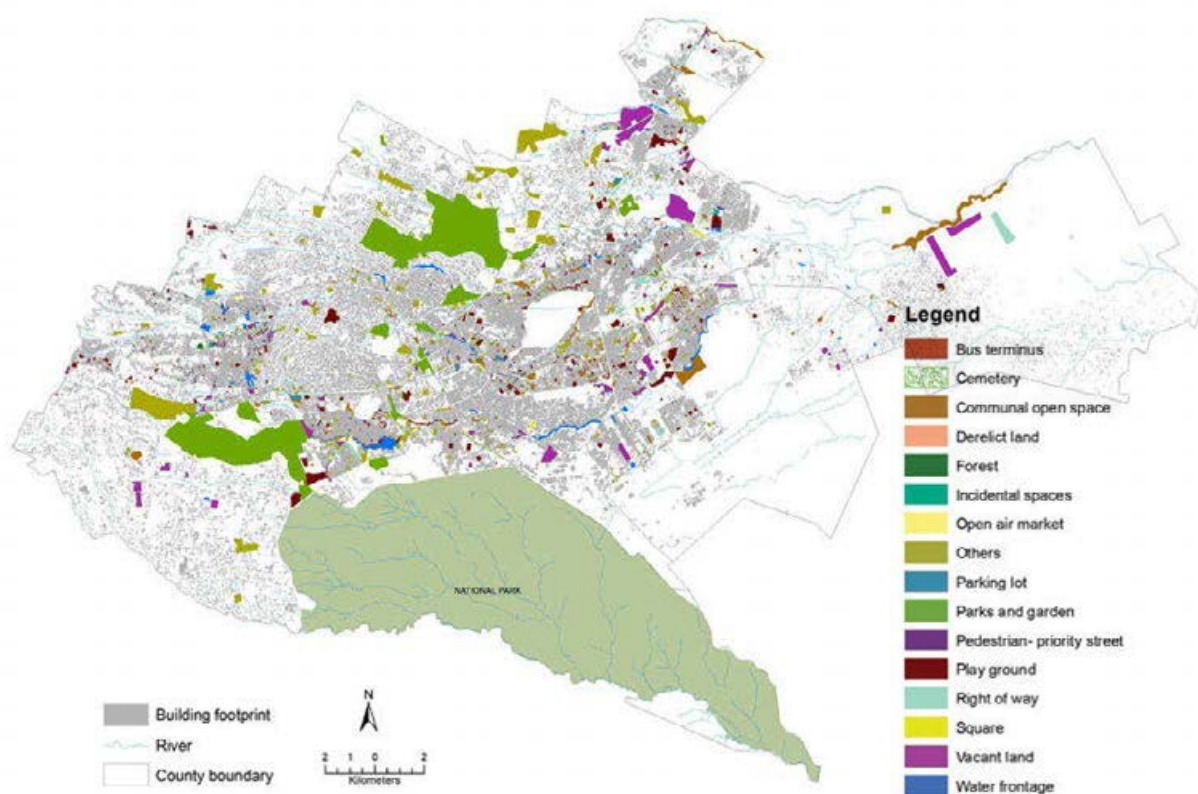 NATIONAL PARK
Legend
Bus terminus
Cemetery
Communal open space
Derelict land
Forest
Incidental spaces
Open air market
Others
Parking lot
Parks and garden
Pedestrian- priority street
Play ground
Right of way
Square
Vacant land
Water frontage
Building footprint
River
County boundary
N
2 1 0 2
Kilometers